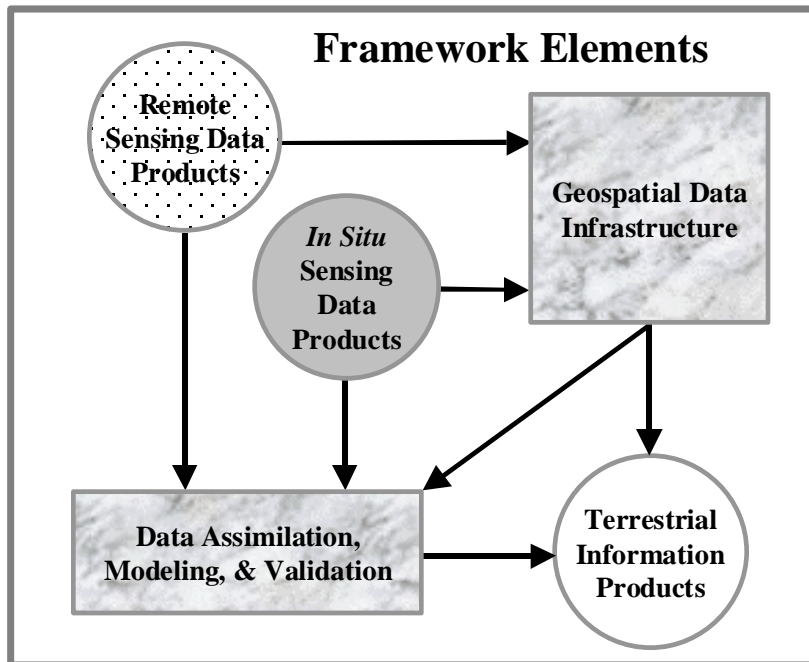 Framework Elements
Remote
Sensing Data
Products
Geospatial Data
Infrastructure
In Situ
Sensing
Data
Products
Data Assimilation,
Modeling, & Validation
Terrestrial
Information
Products